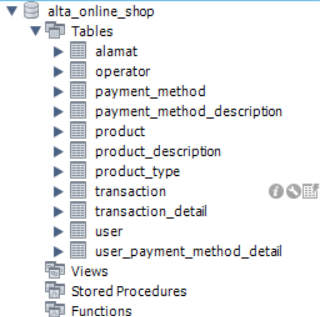 alta_online_shop
Tables
alamat
operator
payment_method
payment_method_description
product
product_description
product_type
transaction
transaction_detail
user
user_payment_method_detail
Views
Stored Procedures
Functions